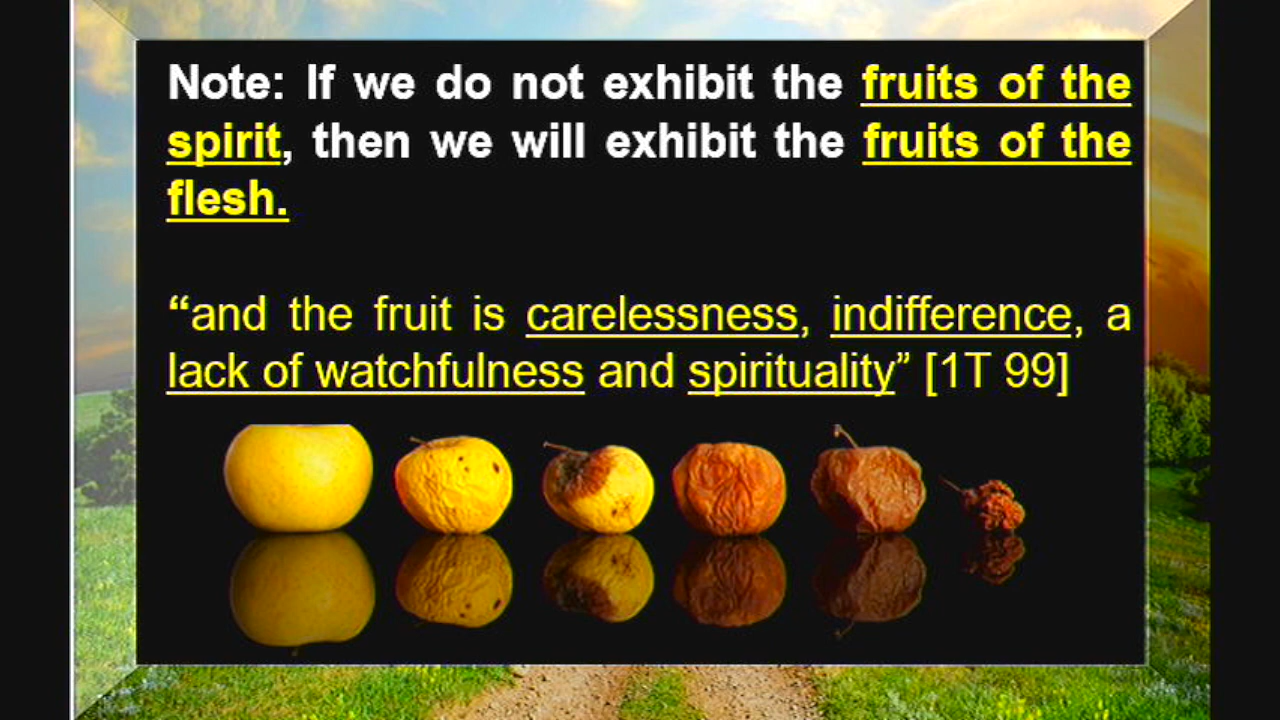 Note: If we do not exhibit the fruits of the
spirit, then we will exhibit the fruits of the
flesh.
“and the fruit is carelessness, indifference, a
lack of watchfulness and spirituality” [1T 99]